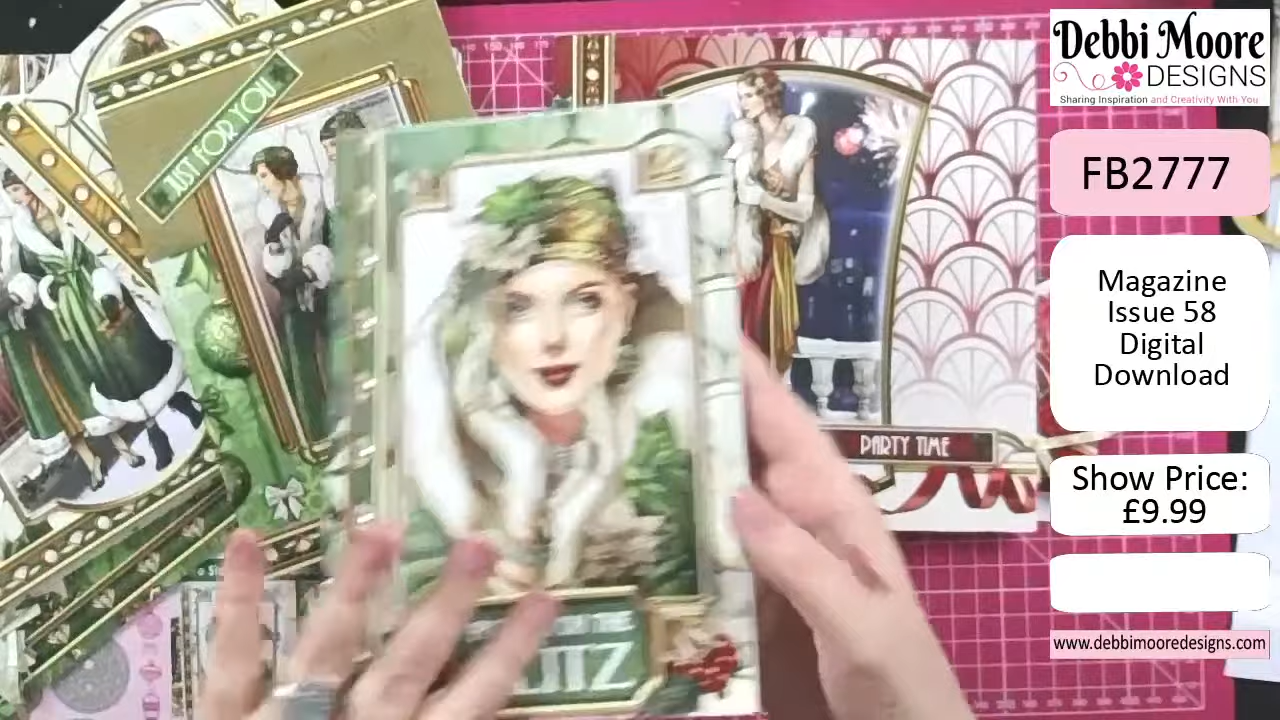 Debbi Moore
DESIGNS
Sharing Inspiration and Creativity With You
FB2777
Magazine
Issue 58
Digital
Download
Show Price:
£9.99
www.debbimooredesigns.com
JUST FOR YOU
PARTY TIME